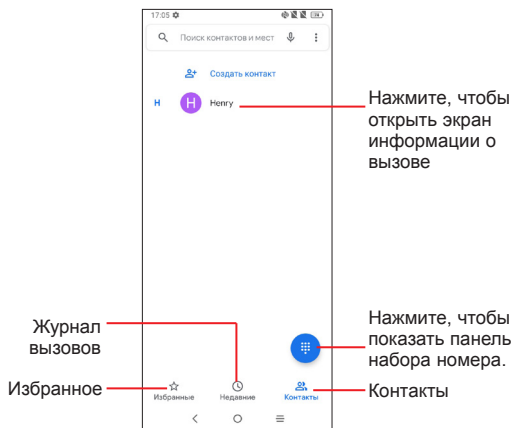 17:05
74
Поиск контактов и мест
Создать контакт
Н
H
Henry
Нажмите, чтобы
открыть экран
информации о
вызове
Журнал
вызовов
Нажмите, чтобы
показать панель
набора номера.
Избранное
Избранные
Недавние
Контакты
Контакты